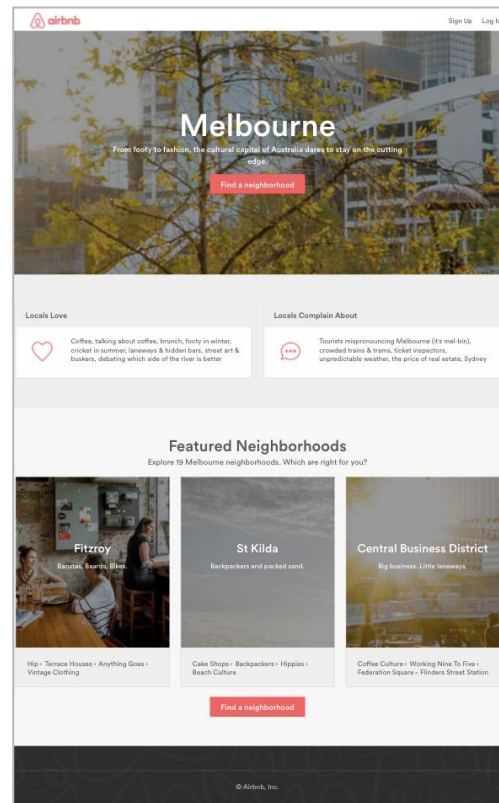 airbnb
Sign Up Log In
Melbourne
From footy to fashion, the cultural capital of Australia dares to stay on the cutting
edge.
Find a neighborhood
Locals Love
Coffee, talking about coffee, brunch, footy in winter,
cricket in summer, laneways & hidden bars, street art &
buskers, debating which side of the river is better
Locals Complain About
Tourists mispronouncing Melbourne (it's mel-bin),
crowded trains & trams, ticket inspectors,
unpredictable weather, the price of real estate, Sydney
Featured Neighborhoods
Explore 19 Melbourne neighborhoods. Which are right for you?
Fitzroy
Baristas, Beards, Bikes.
Hip • Terrace Houses • Anything Goes •
Vintage Clothing
St Kilda
Backpackers and packed sand.
Cake Shops • Backpackers • Hippies •
Beach Culture
Central Business District
Big business. Little laneways.
Coffee Culture • Working Nine To Five •
Federation Square • Flinders Street Station
Find a neighborhood
© Airbnb, Inc.